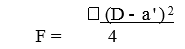 □ (D - a')²
F = 4